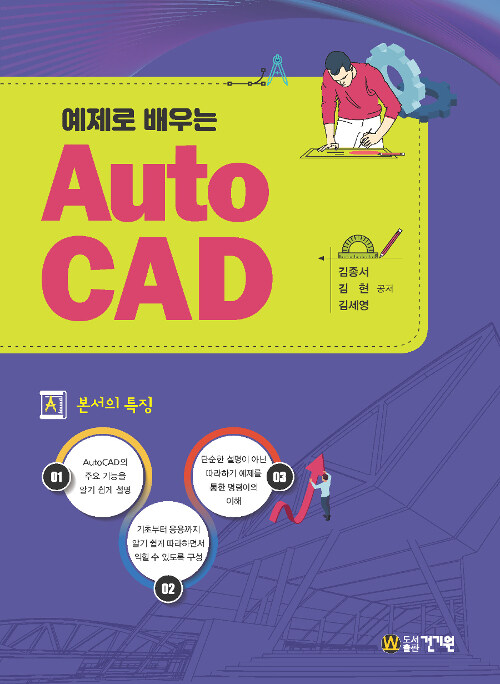 예제로 배우는
Auto
CAD
김종서
김 현 공저
김세영
본서의 특징
01
AutoCAD의
주요 기능을
알기 쉽게 설명
02
기초부터 응용까지
알기 쉽게 따라하면서
익힐 수 있도록 구성
03
단순한 설명이 아닌
따라하기 예제를
통한 명령어의
이해
도서
출판 건기원